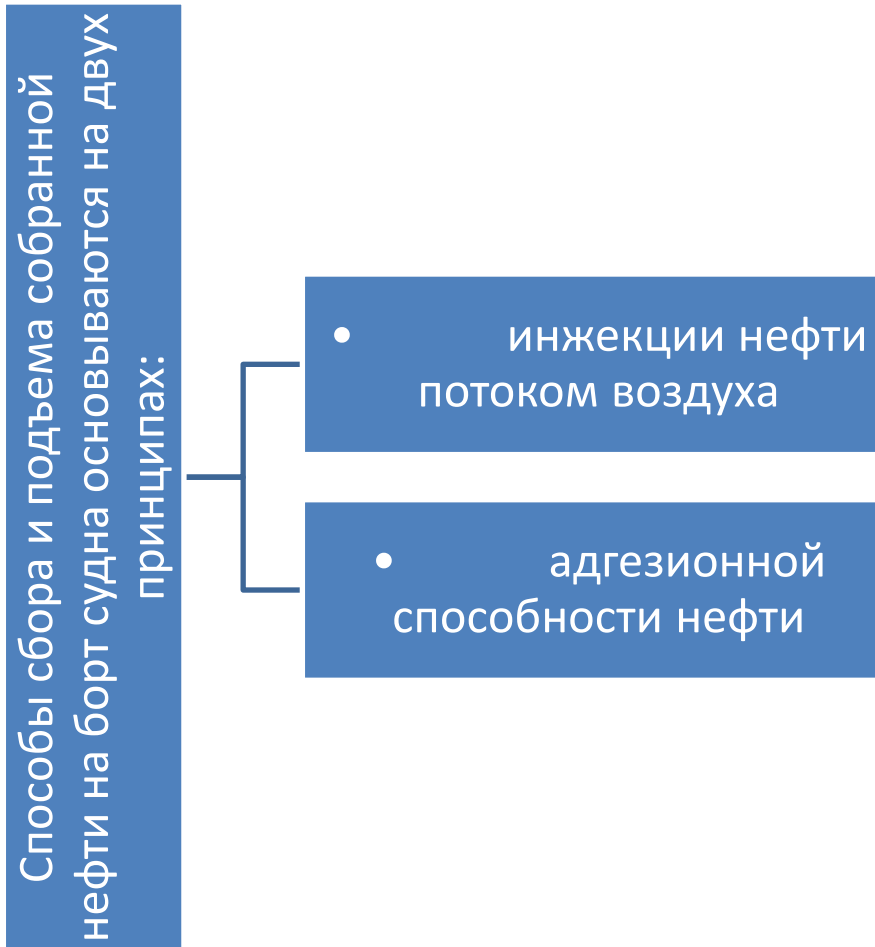 Способы сбора и подъема собранной
нефти на борт судна основываются на двух
принципах:
• инжекции нефти
потоком воздуха
• адгезионной
способности нефти